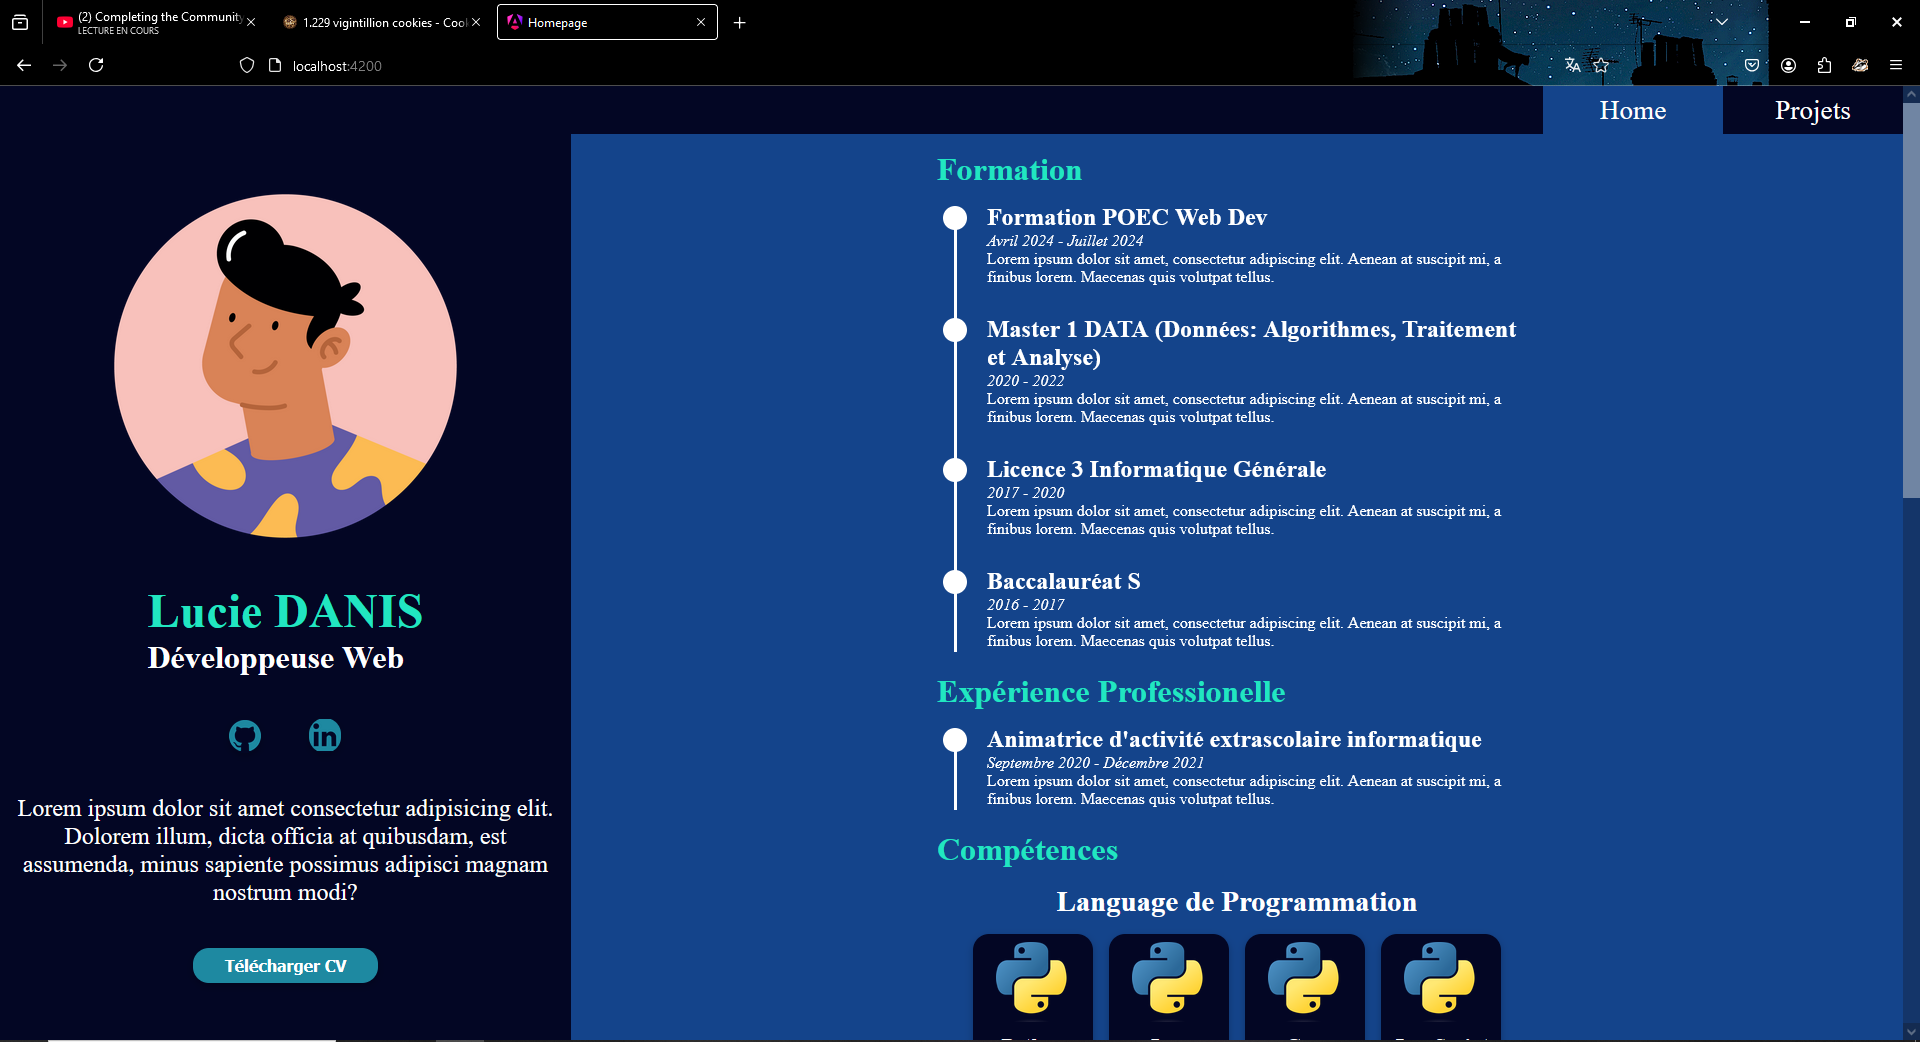 (2) Completing the Community
LECTURE EN COURS
1.229 vigintillion cookies - Cook
Homepage
localhost:4200
Home
Projets
Lucie DANIS
Développeuse Web
Lorem ipsum dolor sit amet consectetur adipisicing elit.
Dolorem illum, dicta officia at quibusdam, est
assumenda, minus sapiente possimus adipisci magnam
nostrum modi?
Télécharger CV
Formation
Formation POEC Web Dev
Avril 2024 - Juillet 2024
Lorem ipsum dolor sit amet, consectetur adipiscing elit. Aenean at suscipit mi, a
finibus lorem. Maecenas quis volutpat tellus.
Master 1 DATA (Données: Algorithmes, Traitement
et Analyse)
2020 - 2022
Lorem ipsum dolor sit amet, consectetur adipiscing elit. Aenean at suscipit mi, a
finibus lorem. Maecenas quis volutpat tellus.
Licence 3 Informatique Générale
2017 - 2020
Lorem ipsum dolor sit amet, consectetur adipiscing elit. Aenean at suscipit mi, a
finibus lorem. Maecenas quis volutpat tellus.
Baccalauréat S
2016 - 2017
Lorem ipsum dolor sit amet, consectetur adipiscing elit. Aenean at suscipit mi, a
finibus lorem. Maecenas quis volutpat tellus.
Expérience Professionelle
Animatrice d'activité extrascolaire informatique
Septembre 2020 - Décembre 2021
Lorem ipsum dolor sit amet, consectetur adipiscing elit. Aenean at suscipit mi, a
finibus lorem. Maecenas quis volutpat tellus.
Compétences
Language de Programmation